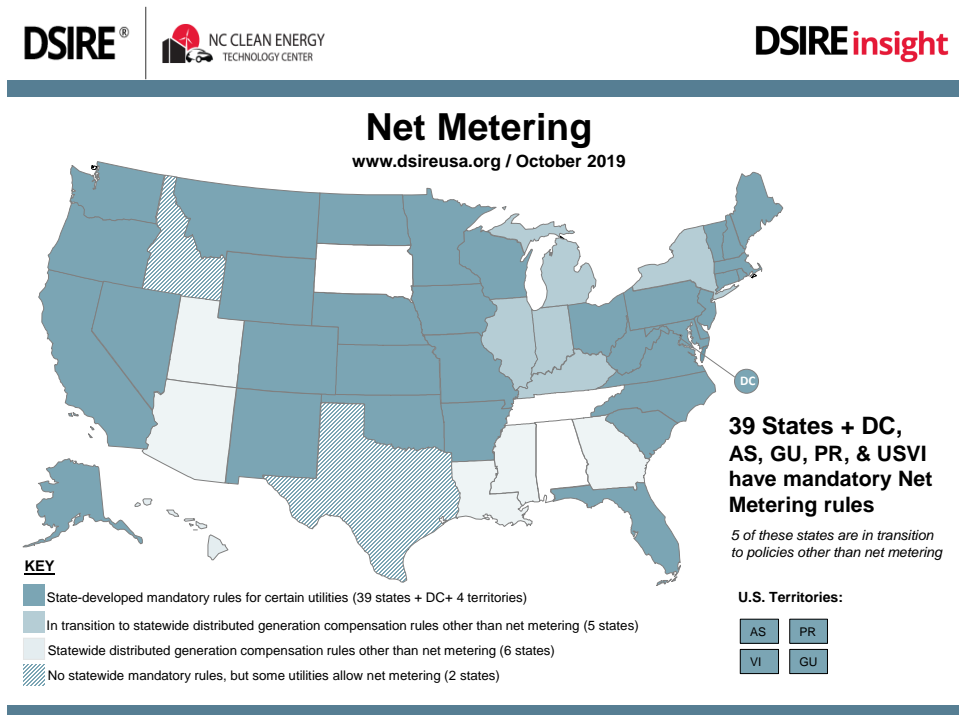 DSIRE®
NC CLEAN ENERGY
TECHNOLOGY CENTER
DSIRE insight
Net Metering
www.dsireusa.org / October 2019
DC
39 States + DC,
AS, GU, PR, & USVI
have mandatory Net
Metering rules
5 of these states are in transition
to policies other than net metering
KEY
State-developed mandatory rules for certain utilities (39 states + DC+ 4 territories)
In transition to statewide distributed generation compensation rules other than net metering (5 states)
Statewide distributed generation compensation rules other than net metering (6 states)
No statewide mandatory rules, but some utilities allow net metering (2 states)
U.S. Territories:
AS PR
VI GU